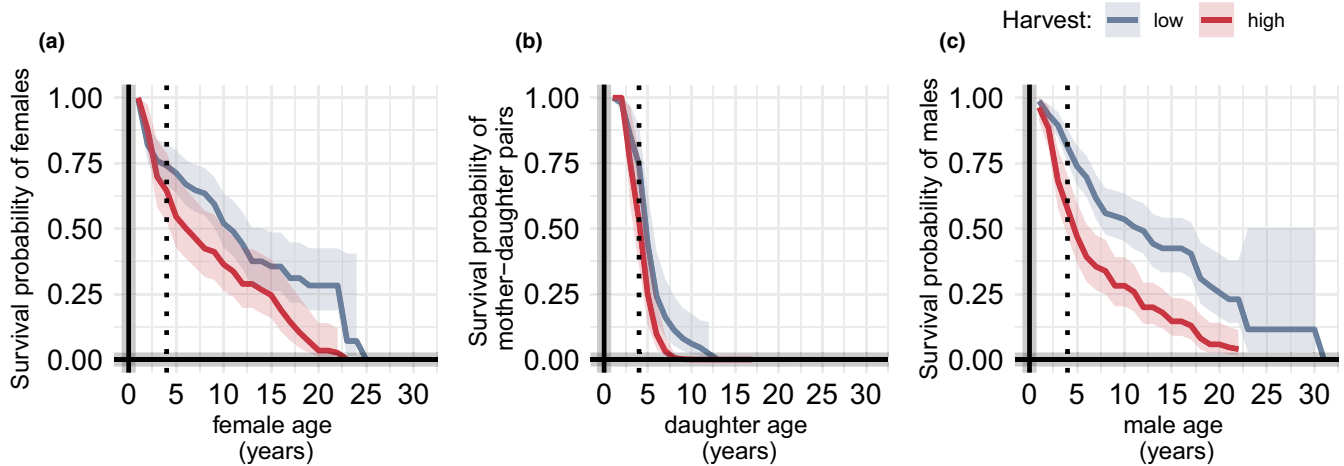 Harvest: low high
(a)
Survival probability of females
1.00
0.75
0.50
0.25
0.00
0 5 10 15 20 25 30
female age
(years)
(b)
Survival probability of
mother−daughter pairs
1.00
0.75
0.50
0.25
0.00
0 5 10 15 20 25 30
daughter age
(years)
(c)
Survival probability of males
1.00
0.75
0.50
0.25
0.00
0 5 10 15 20 25 30
male age
(years)